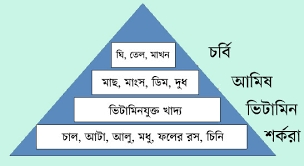 ঘি, তেল, মাখন চর্বি
মাছ, মাংস, ডিম, দুধ আমিষ
ভিটামিনযুক্ত খাদ্য ভিটামিন
চাল, আটা, আলু, মধু, ফলের রস, চিনি শর্করা